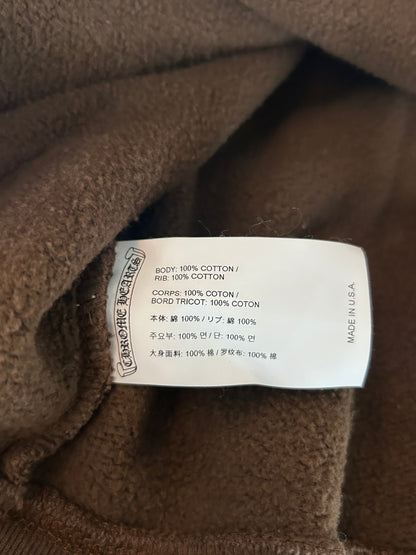 CHROME HEARTS
BODY: 100% COTTON /
RIB: 100% COTTON
CORPS: 100% COTON /
BORD TRICOT: 100% COTON
本体: 綿 100% / リブ: 綿 100%
주요부: 100% 면 / 단: 100% 면
大身面料: 100% 棉 / 罗纹布: 100% 棉
MADE IN U.S.A.